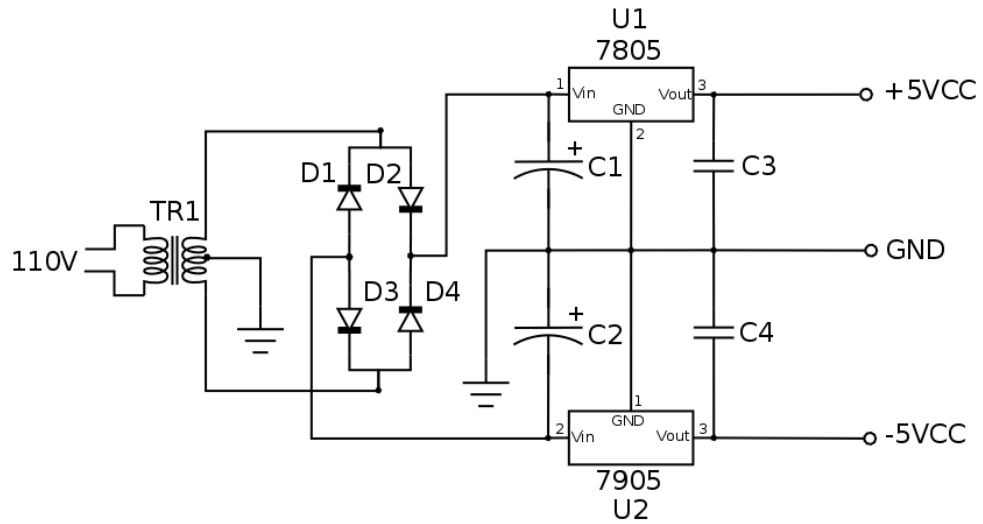 U1
7805
1
Vin
Vout
3
GND
2
+5VCC
D1
D2
+
C1
C3
TR1
110V
GND
D3
D4
+
C2
C4
1
GND
2
Vin
Vout
3
-5VCC
7905
U2